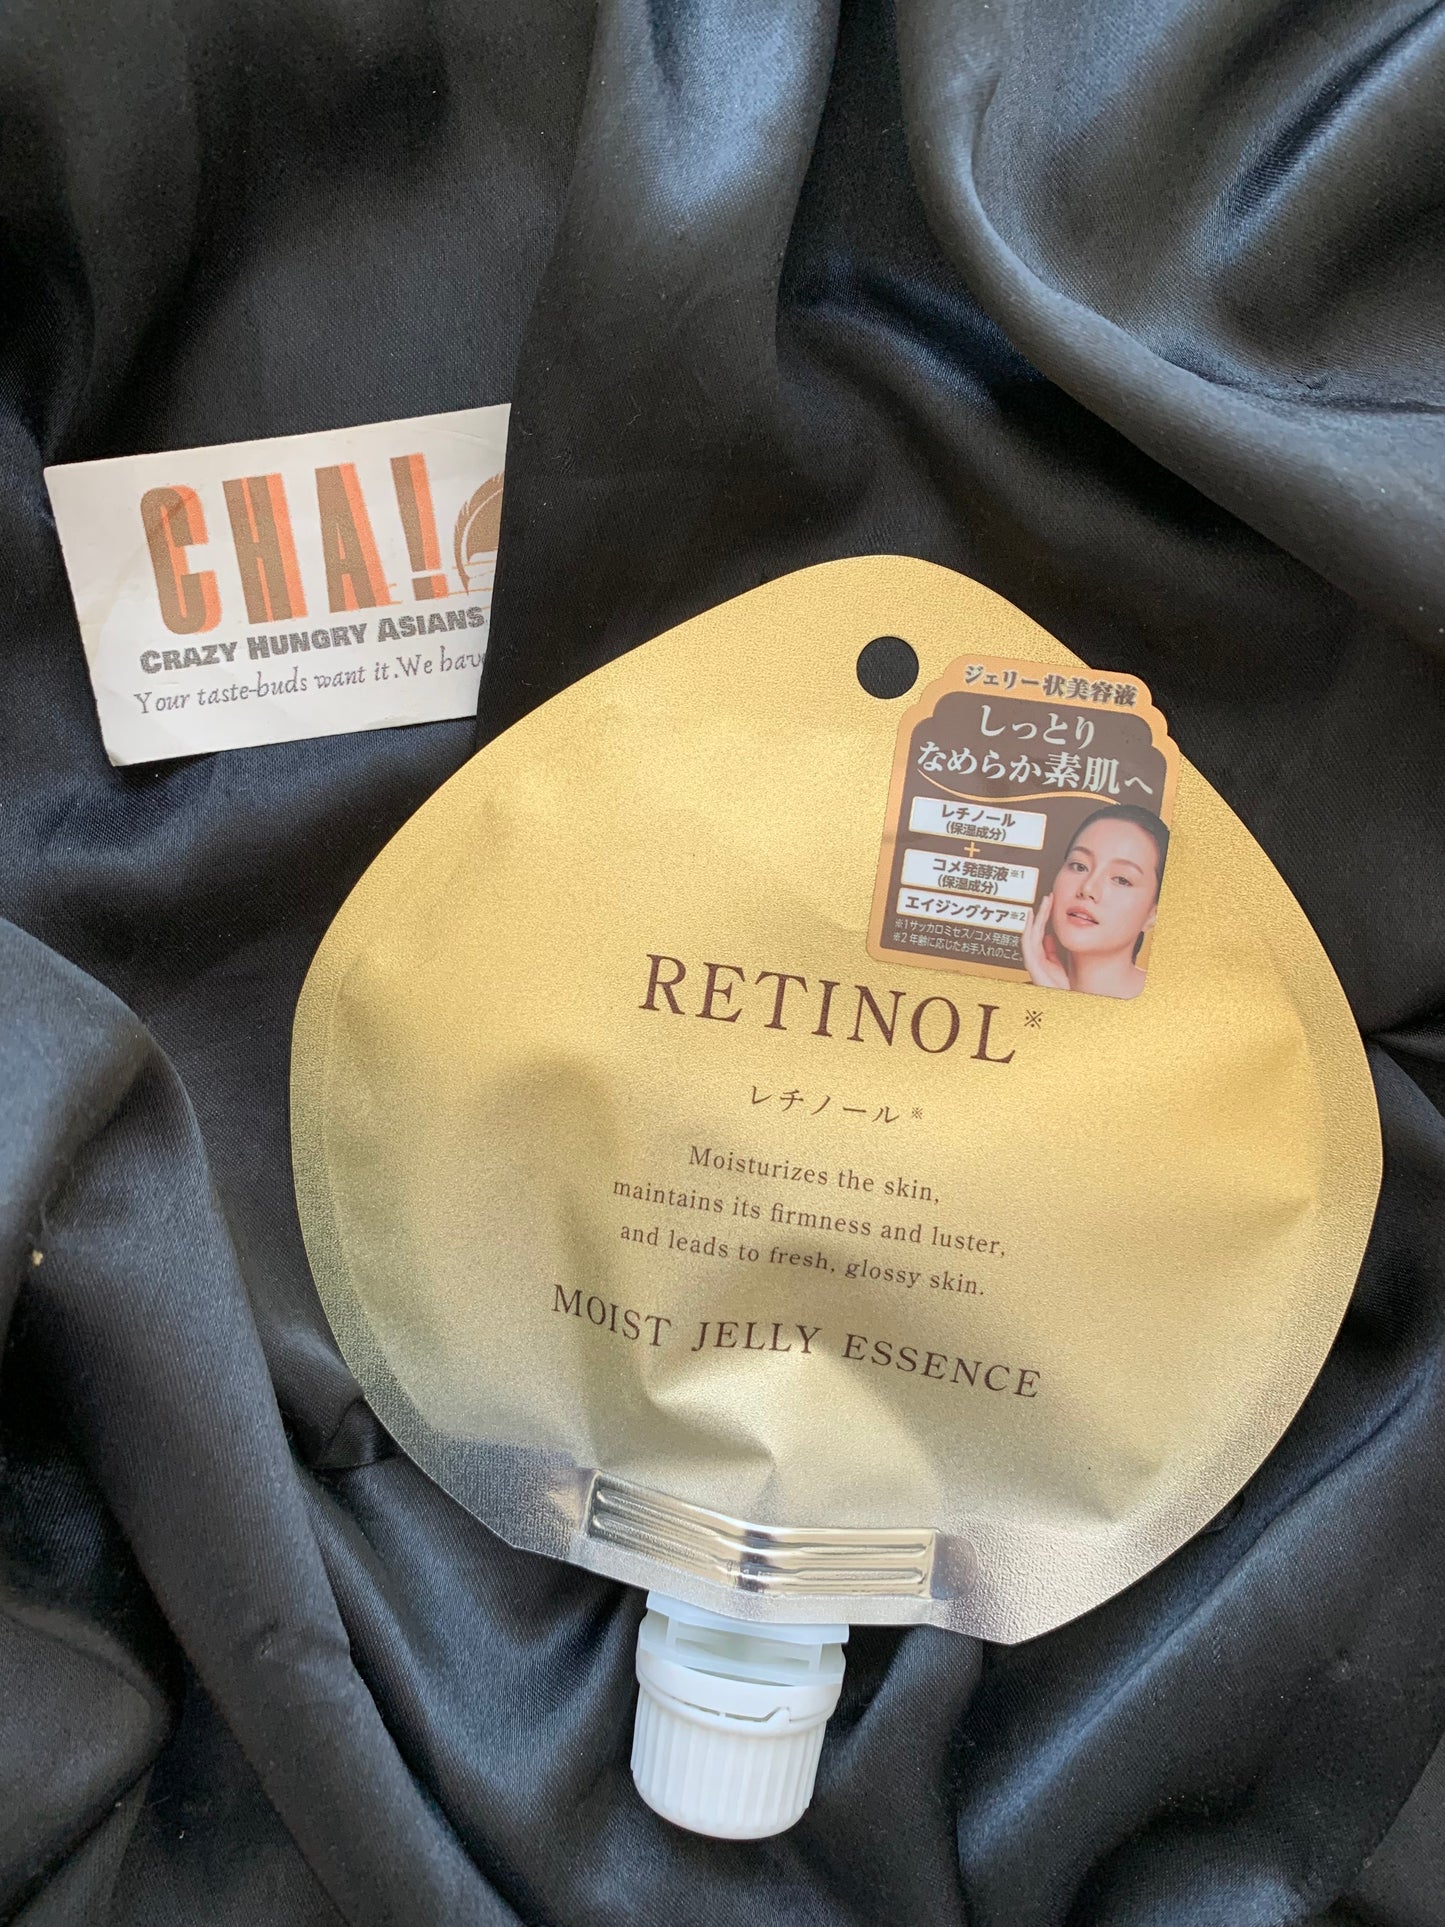 CHA!
CRAZY HUNGRY ASIANS
Your taste-buds want it.We have
ジェリー状美容液
しっとり
なめらか素肌へ
レチノール
(保湿成分)
+
コメ発酵液※1
(保湿成分)
エイジングケア※2
※1サッカロミセス/コメ発酵液
※2 年齢に応じたお手入れのこと。
RETINOL※
レチノール※
Moisturizes the skin,
maintains its firmness and luster,
and leads to fresh, glossy skin.
MOIST JELLY ESSENCE